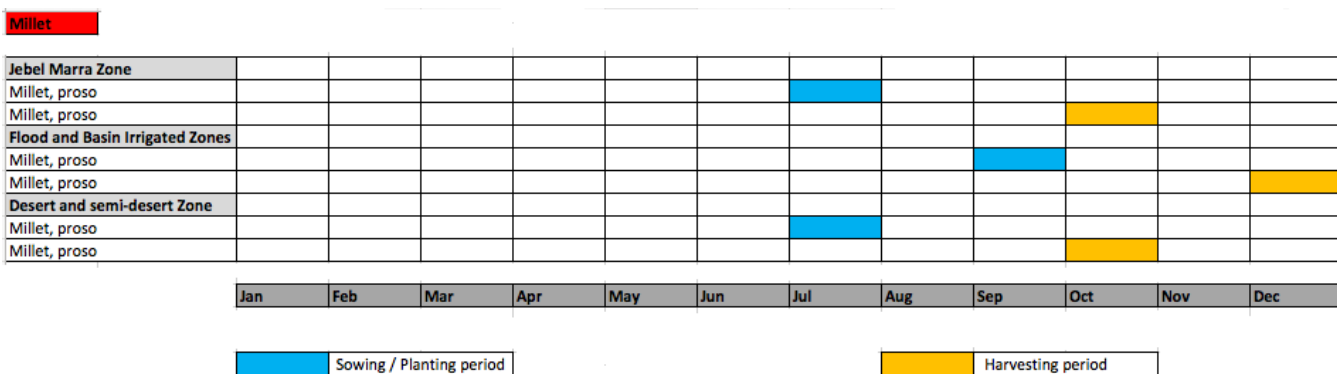 Millet
Jebel Marra Zone
Millet, proso
Millet, proso
Flood and Basin Irrigated Zones
Millet, proso
Millet, proso
Desert and semi-desert Zone
Millet, proso
Millet, proso
Jan Feb Mar Apr May Jun Jul Aug Sep Oct Nov Dec
Sowing / Planting period Harvesting period